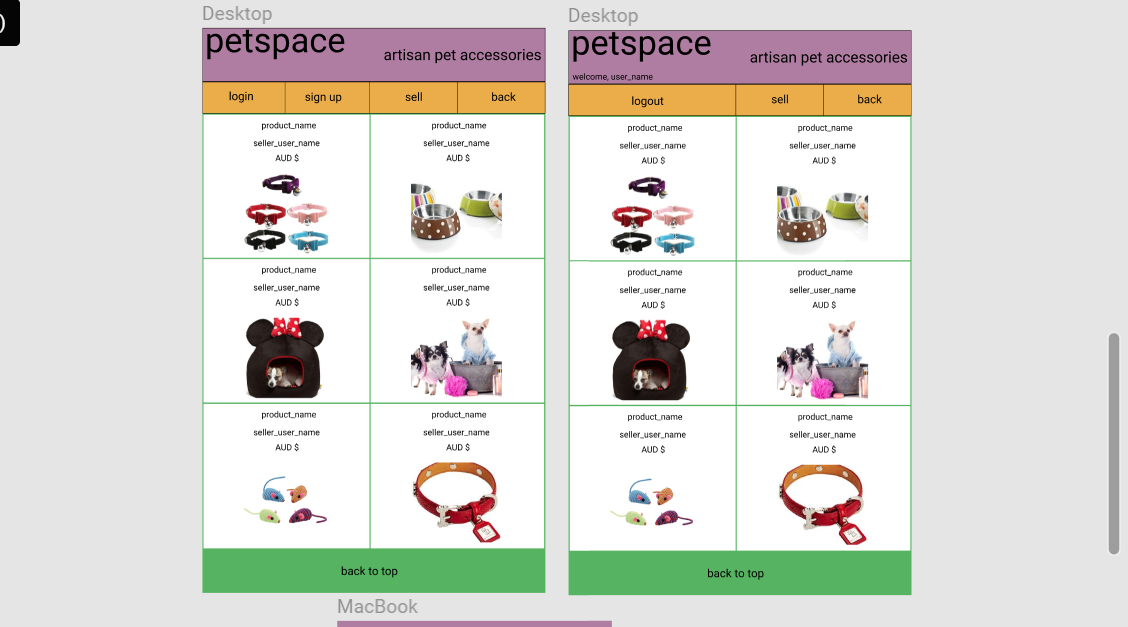 )
Desktop
petspace
artisan pet accessories
login sign up sell back
product_name product_name
seller_user_name seller_user_name
AUD $ AUD $
product_name product_name
seller_user_name seller_user_name
AUD $ AUD $
product_name product_name
seller_user_name seller_user_name
AUD $ AUD $
back to top
Desktop
petspace
artisan pet accessories
welcome, user_name
logout sell back
product_name product_name
seller_user_name seller_user_name
AUD $ AUD $
product_name product_name
seller_user_name seller_user_name
AUD $ AUD $
product_name product_name
seller_user_name seller_user_name
AUD $ AUD $
back to top
MacBook